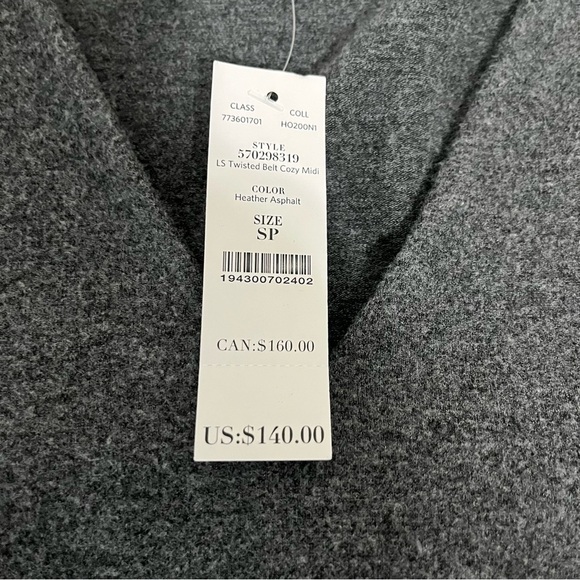 CLASS COLL
773601701 HO200N1
STYLE
570298319
LS Twisted Belt Cozy Midi
COLOR
Heather Asphalt
SIZE
SP
194300702402
CAN:$160.00
US:$140.00